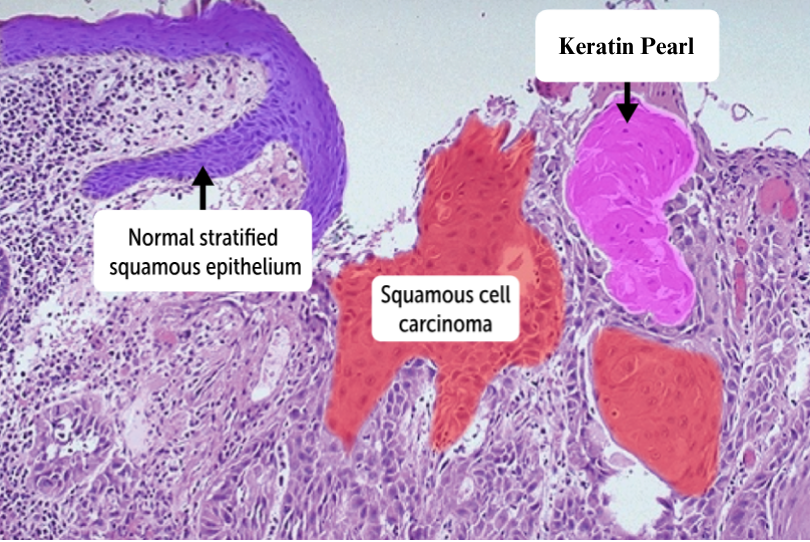 Keratin Pearl
Normal stratified
squamous epithelium
Squamous cell
carcinoma